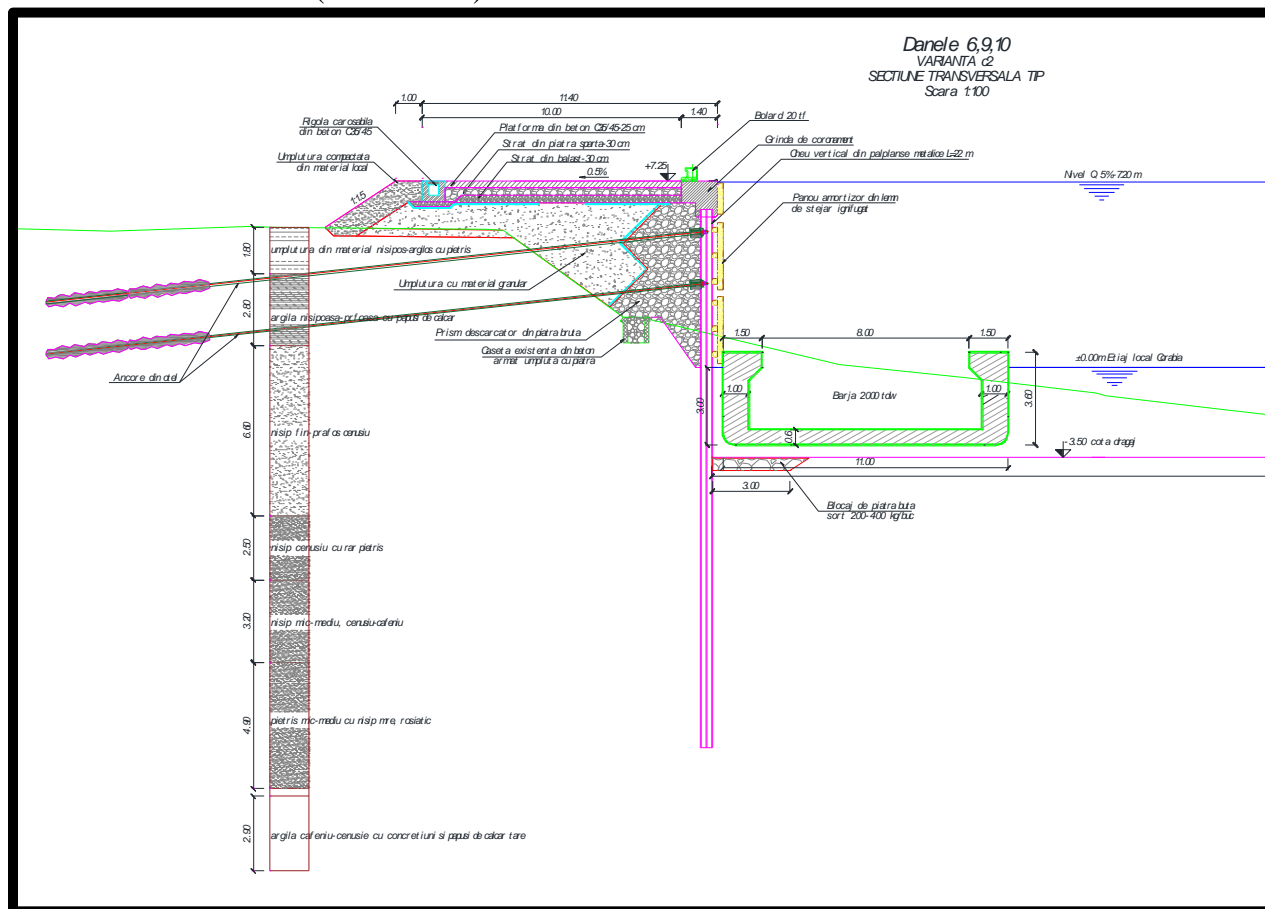 Danele 6,9,10
VARIANTA c2
SECTIUNE TRANSVERSALA TIP
Scara 1:100
1.00
11.40
10.00
1.40
Bolard 20 tf
Rigola carosabila
din beton C35/45
Platforma din beton C35/45-25 cm
Strat din piatra sparta-30 cm
Strat din balast-30 cm
Grinda de coronament
Cheu vertical din palplanse metalice L=22 m
Umplutura compactata
din material local
+7.25
0.5%
Nivel Q 5%-7.20 m
1:1.5
Panou amortizor din lemn
de stejar ignifugat
1.80
umplutura din material nisipos-argilos cu pietris
Umplutura cu material granular
2.80
argila nisipoasa-prfoasa cu papusi de calcar
Prism descarcator din piatra bruta
Caseta existenta din beton
armat umpluta cu piatra
Ancore din otel
1.50
8.00
1.50
±0.00m Etiaj local Corabia
1.00
Barja 2000 tdw
1.00
3.60
3.00
0.6
6.60
nisip fin-prafos cenusiu
-3.50 cota dragaj
11.00
3.00
Blocaj de piatra buta
sort 200-400 kg/buc
2.50
nisip cenusiu cu rar pietris
3.20
nisip mic-mediu, cenusiu-cafeniu
4.90
pietris mic-mediu cu nisip mre, rosiatic
2.90
argila cafeniu-cenusie cu concretiuni si papusi de calcar tare